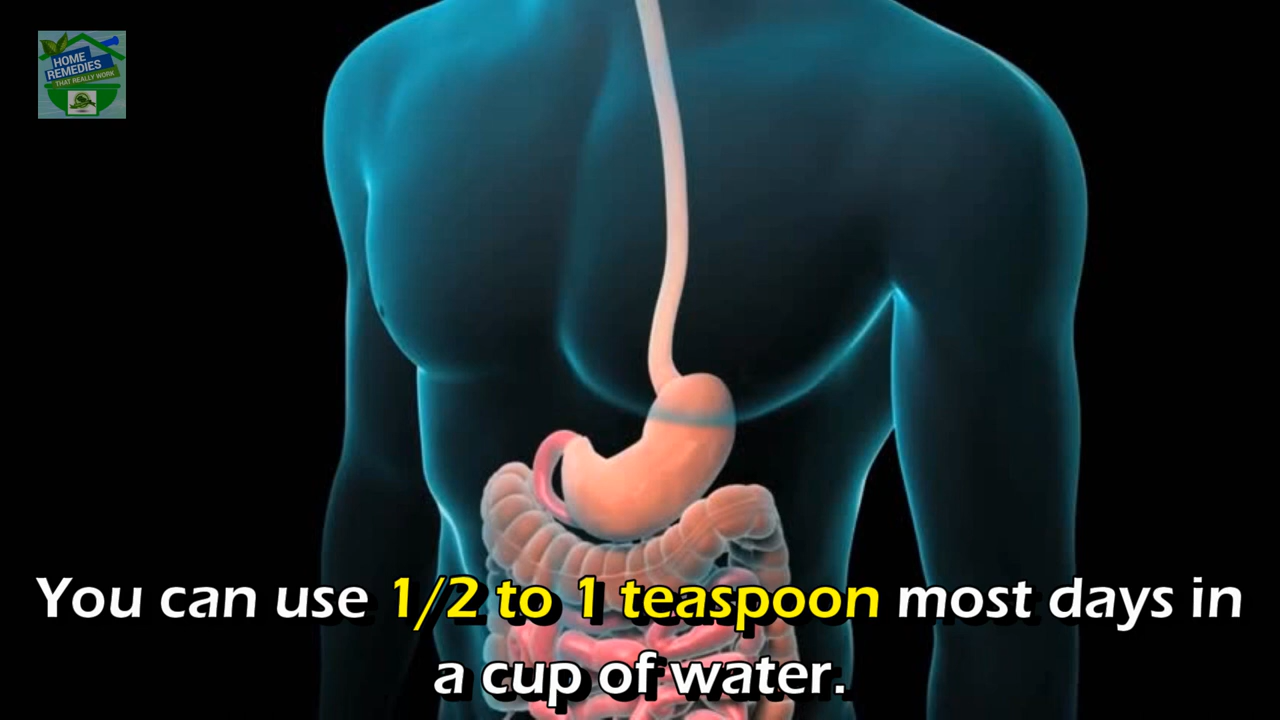 HOME
REMEDIES
THAT REALLY WORK
You can use 1/2 to 1 teaspoon most days in
a cup of water.